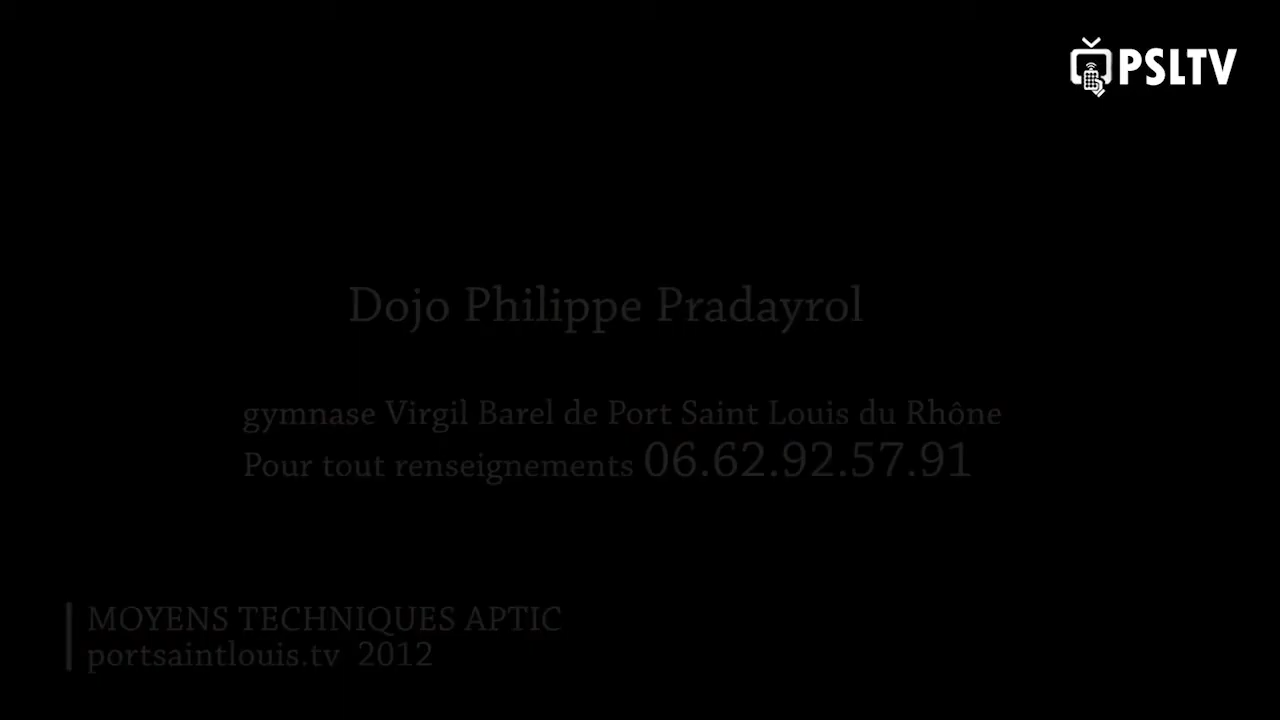 PSLTV
Dojo Philippe Pradayrol
gymnase Virgil Barel de Port Saint Louis du Rhône
Pour tout renseignements 06.62.92.57.91
MOYENS TECHNIQUES APTIC
portsaintlouis.tv 2012